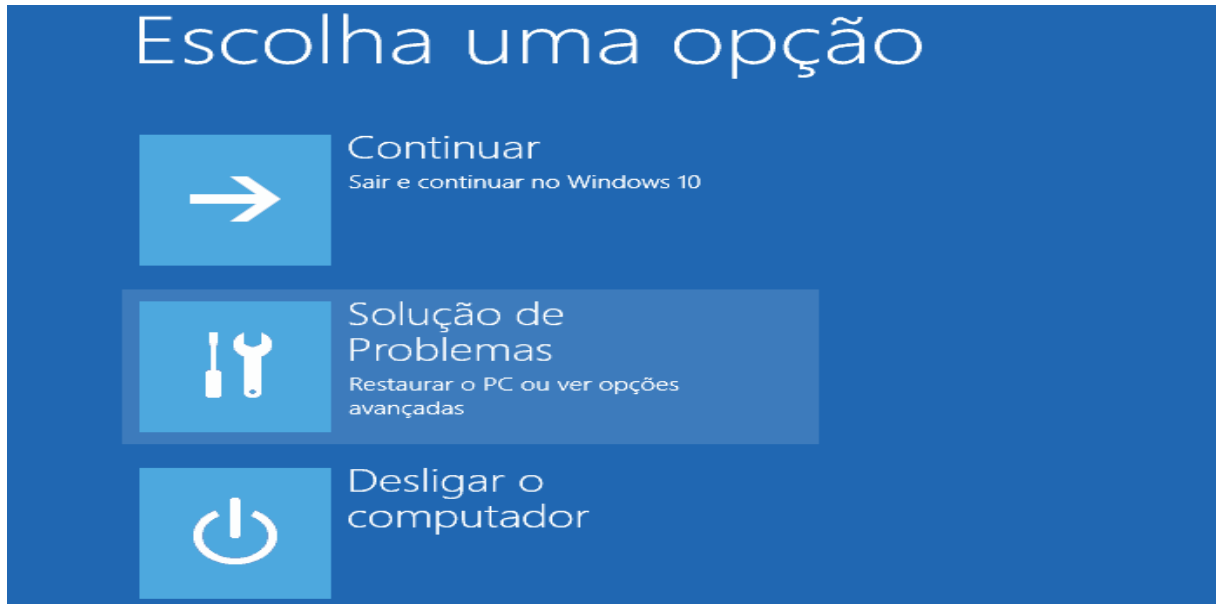 Escolha uma opção
Continuar
Sair e continuar no Windows 10
Solução de
Problemas
Restaurar o PC ou ver opções
avançadas
Desligar o
computador